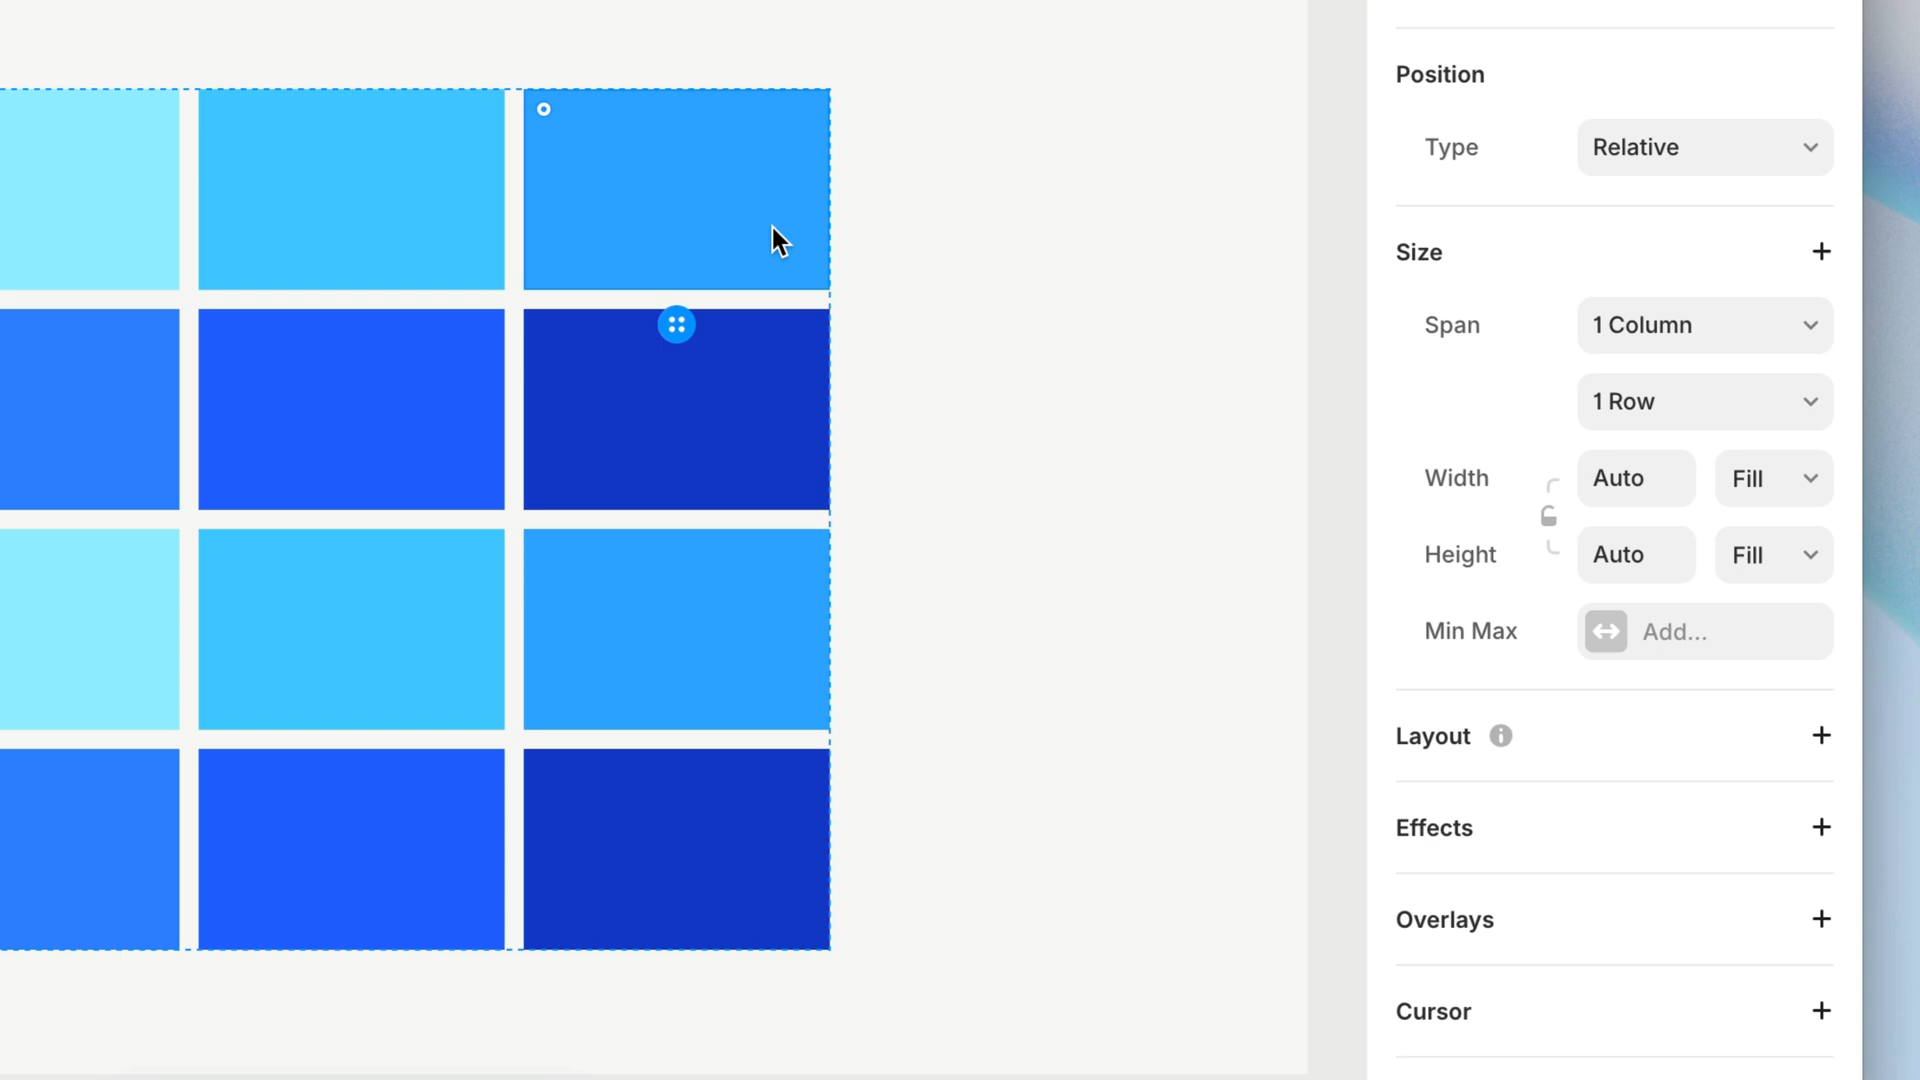 Position
Type Relative
Size
Span 1 Column
1 Row
Width Auto Fill
Height Auto Fill
Min Max Add...
Layout
Effects
Overlays
Cursor